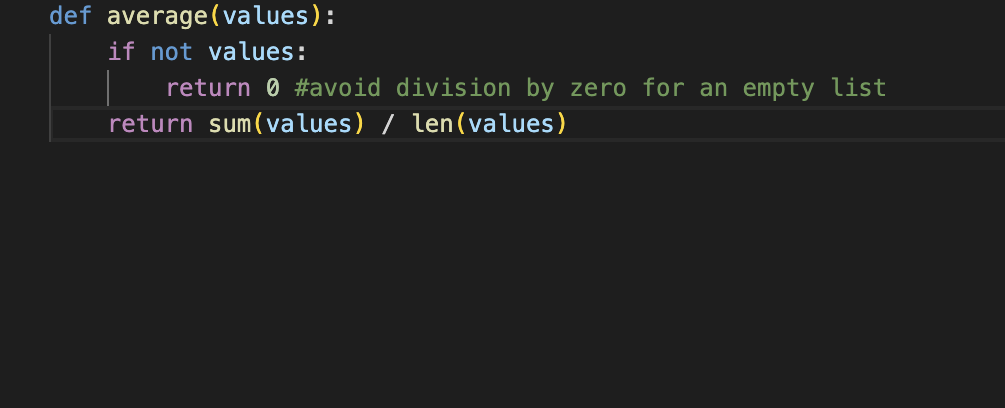 def average(values):
    if not values:
        return 0 #avoid division by zero for an empty list
    return sum(values) / len(values)